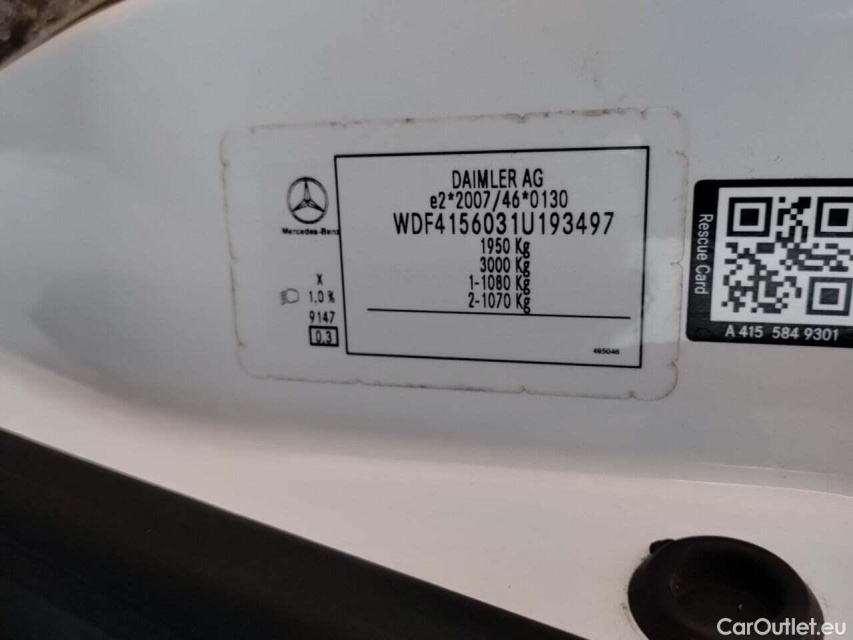 DAIMLER AG
e2*2007/46*0130
WDF4156031U193497
1950 Kg
3000 Kg
1-1080 Kg
2-1070 Kg
Mercedes-Benz
X
1,0 %
9147
0.3
495046
Rescue Card
A 415 584 9301
CarOutlet.eu